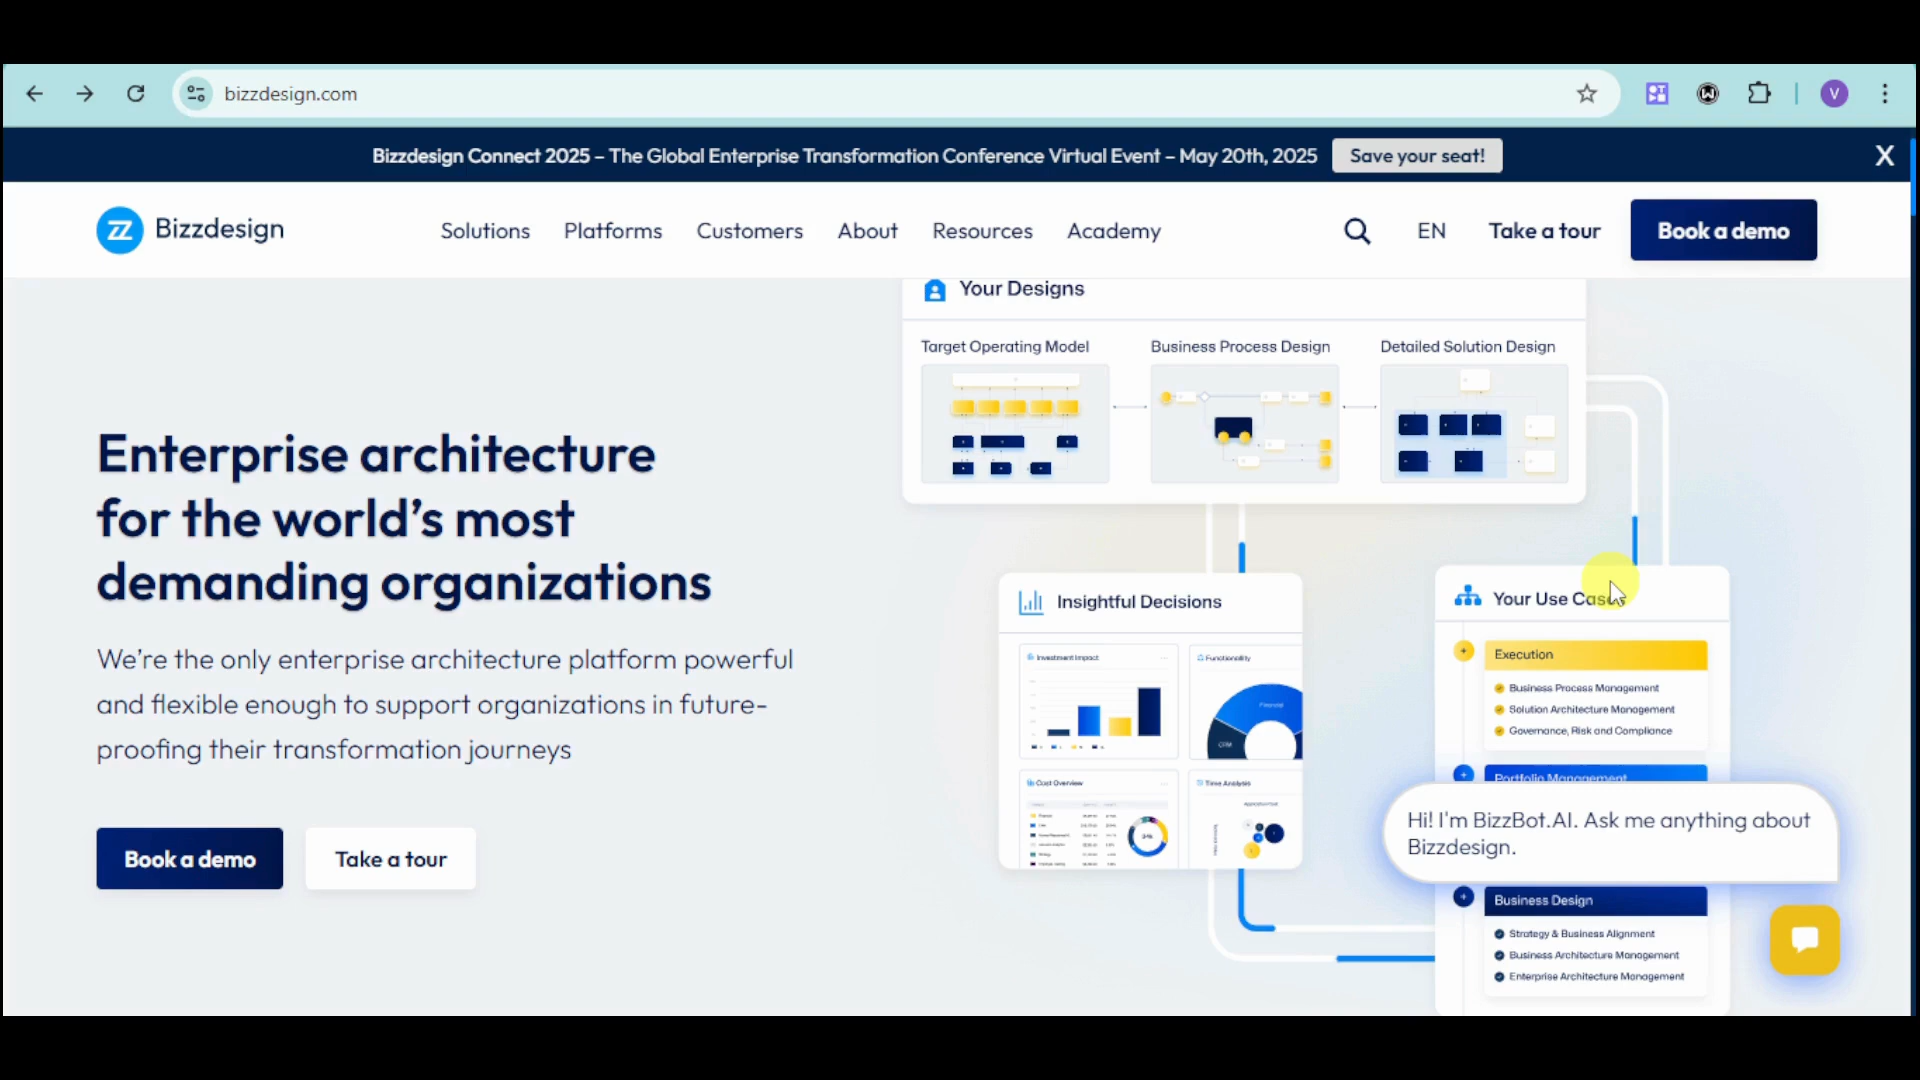 bizzdesign.com
V
Bizzdesign Connect 2025 – The Global Enterprise Transformation Conference Virtual Event – May 20th, 2025
Save your seat!
X
Bizzdesign
Solutions
Platforms
Customers
About
Resources
Academy
EN
Take a tour
Book a demo
Enterprise architecture
for the world's most
demanding organizations
We're the only enterprise architecture platform powerful
and flexible enough to support organizations in future-
proofing their transformation journeys
Book a demo
Take a tour
Your Designs
Target Operating Model
Business Process Design
Detailed Solution Design
Insightful Decisions
Investment Impact
Functionality
Financial
CRM
Cost Overview
Time Analysis
Your Use Cases
Execution
Business Process Management
Solution Architecture Management
Governance, Risk and Compliance
Portfolio Management
Hi! I'm BizzBot.AI. Ask me anything about
Bizzdesign.
Business Design
Strategy & Business Alignment
Business Architecture Management
Enterprise Architecture Management